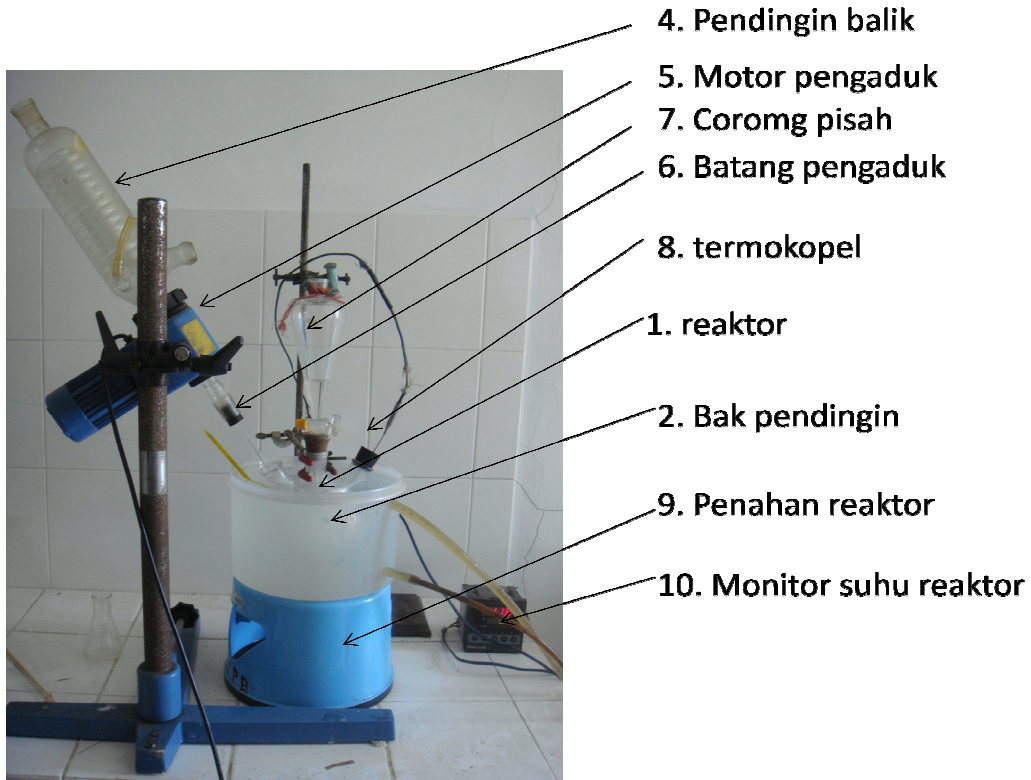 4. Pendingin balik
5. Motor pengaduk
7. Coromg pisah
6. Batang pengaduk
8. termokopel
1. reaktor
2. Bak pendingin
9. Penahan reaktor
10. Monitor suhu reaktor
P B